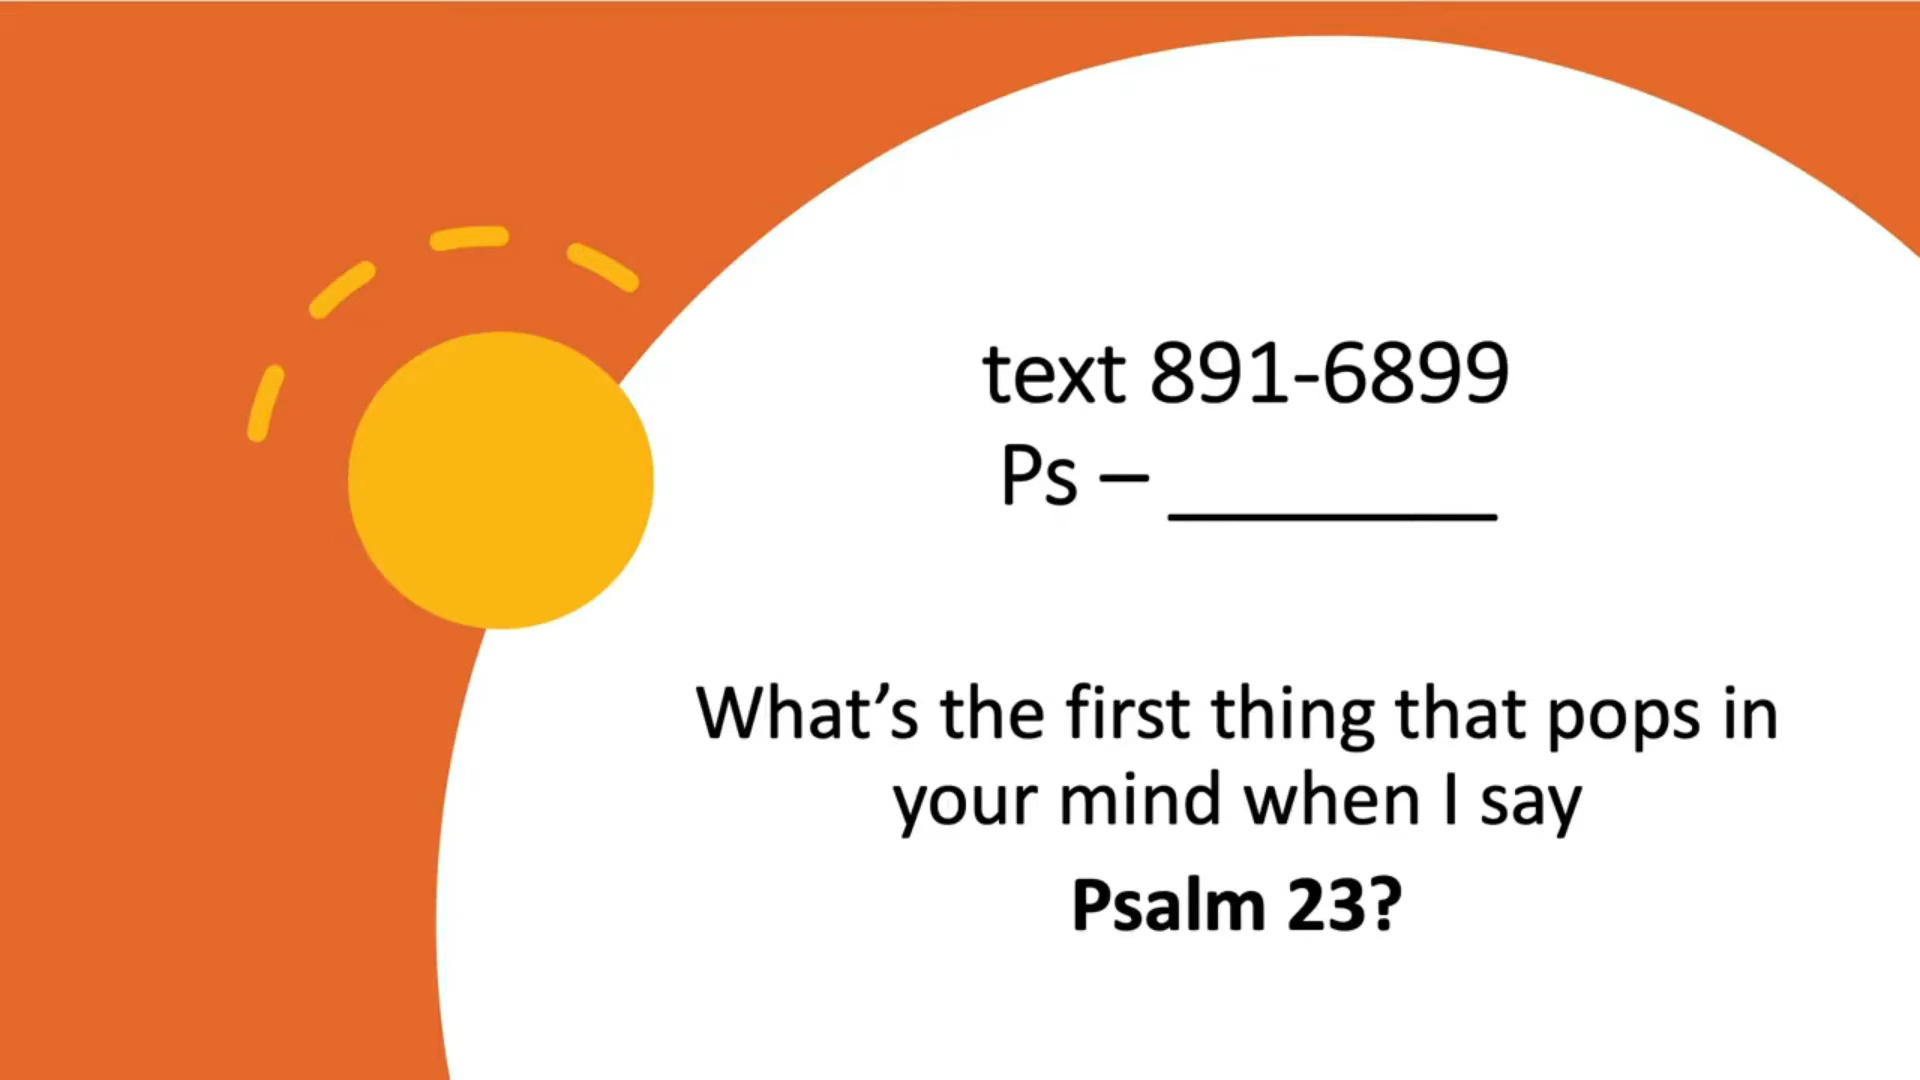 text 891-6899
Ps – ________
What’s the first thing that pops in
your mind when I say
Psalm 23?